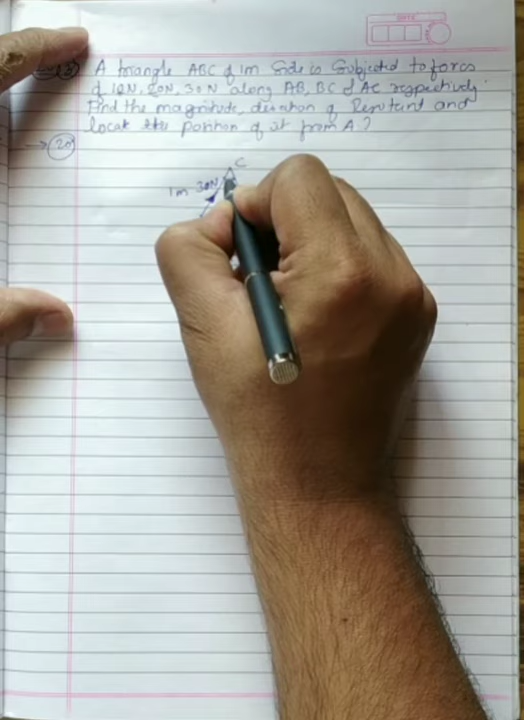 A triangle ABC of 1m Side is Subjected to forces
of 10N, 20N, 30N along AB, BC & AC respectively
Find the magnitude, direction of Resultant and
locate the position of it from A?
→ 20
C
1m 30N